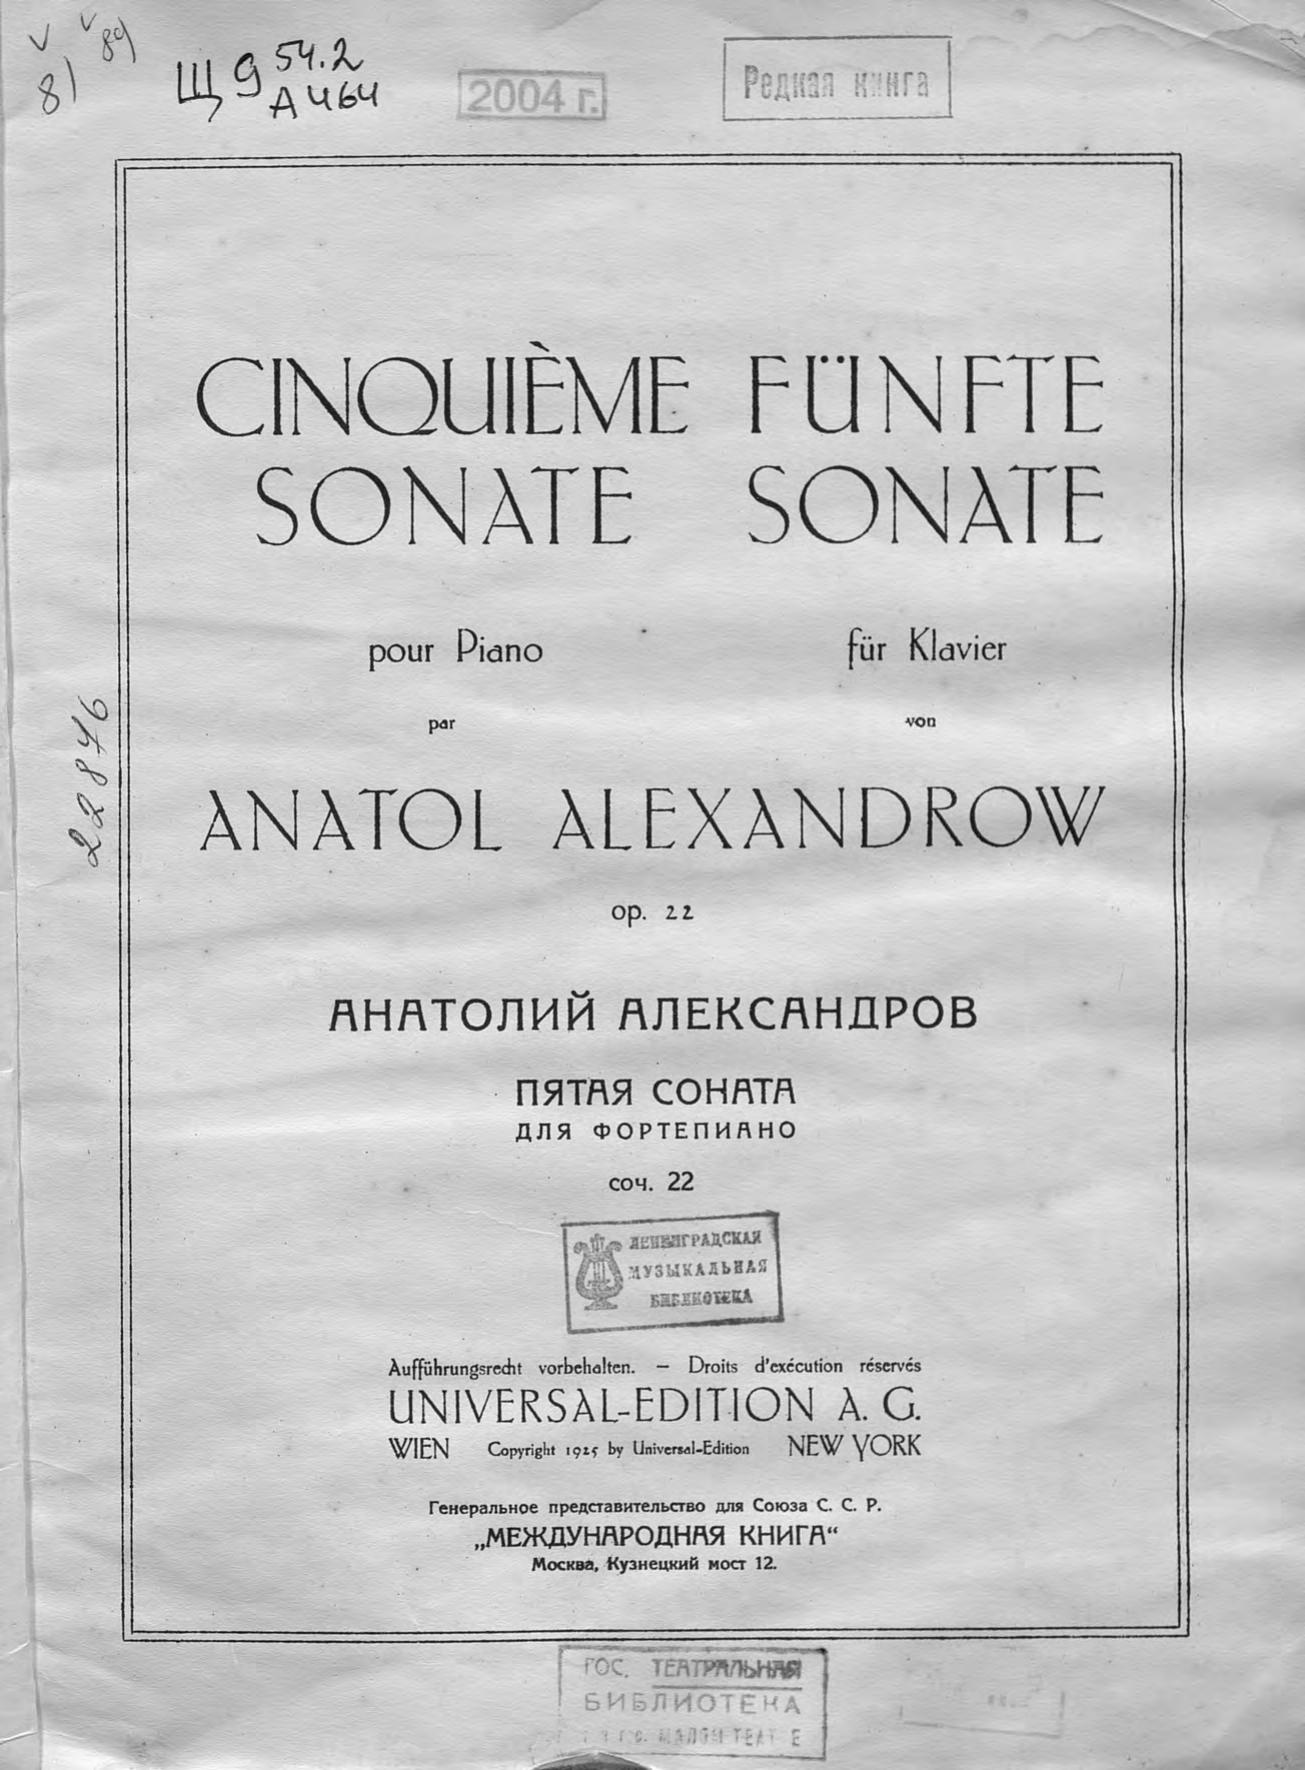 81 89
Щ9 54.2
А464
2004 г.
Редкая книга
CINQUIÈME FÜNFTE
SONATE SONATE
pour Piano für Klavier
par von
ANATOL ALEXANDROW
op. 22
22876
АНАТОЛИЙ АЛЕКСАНДРОВ
ПЯТАЯ СОНАТА
ДЛЯ ФОРТЕПИАНО
соч. 22
ЛЕНИНГРАДСКАЯ
МУЗЫКАЛЬНАЯ
БИБЛИОТЕКА
Aufführungsrecht vorbehalten. — Droits d'exécution réservés
UNIVERSAL-EDITION A. G.
WIEN Copyright 1925 by Universal-Edition NEW YORK
Генеральное представительство для Союза С. С. Р.
„МЕЖДУНАРОДНАЯ КНИГА“
Москва, Кузнецкий мост 12.
ГОС. ТЕАТРАЛЬНАЯ
БИБЛИОТЕКА